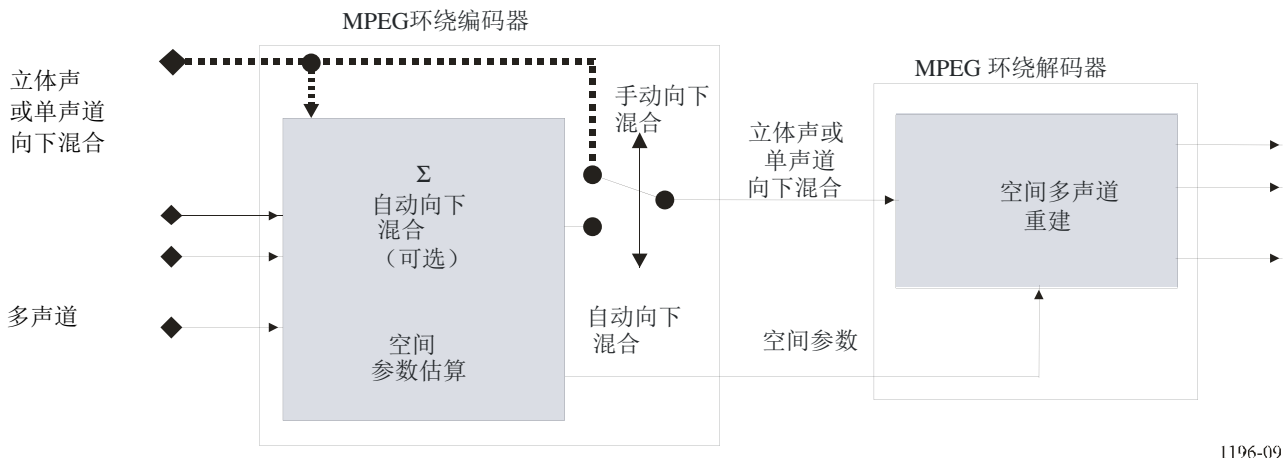 MPEG环绕编码器
立体声
或单声道
向下混合
多声道
Σ
自动向下
混合
（可选）
空间
参数估算
手动向下
混合
自动向下
混合
立体声或
单声道
向下混合
空间参数
MPEG 环绕解码器
空间多声道
重建
1196-09